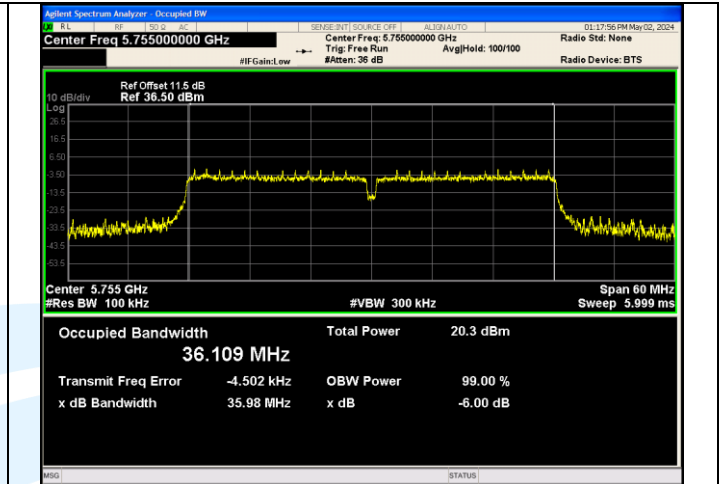 Agilent Spectrum Analyzer - Occupied BW
RL RF 50 Ω AC SENSE:INT SOURCE OFF ALIGN AUTO 01:17:56 PM May 02, 2024
Center Freq 5.755000000 GHz Center Freq: 5.755000000 GHz Radio Std: None
Trig: Free Run Avg|Hold: 100/100
#IFGain:Low #Atten: 36 dB Radio Device: BTS
Ref Offset 11.5 dB
10 dB/div Ref 36.50 dBm
Log
26.5
16.5
6.50
-3.50
-13.5
-23.5
-33.5
-43.5
-53.5
Center 5.755 GHz Span 60 MHz
#Res BW 100 kHz #VBW 300 kHz Sweep 5.999 ms
Occupied Bandwidth Total Power 20.3 dBm
36.109 MHz
Transmit Freq Error -4.502 kHz OBW Power 99.00 %
x dB Bandwidth 35.98 MHz x dB -6.00 dB
MSG STATUS